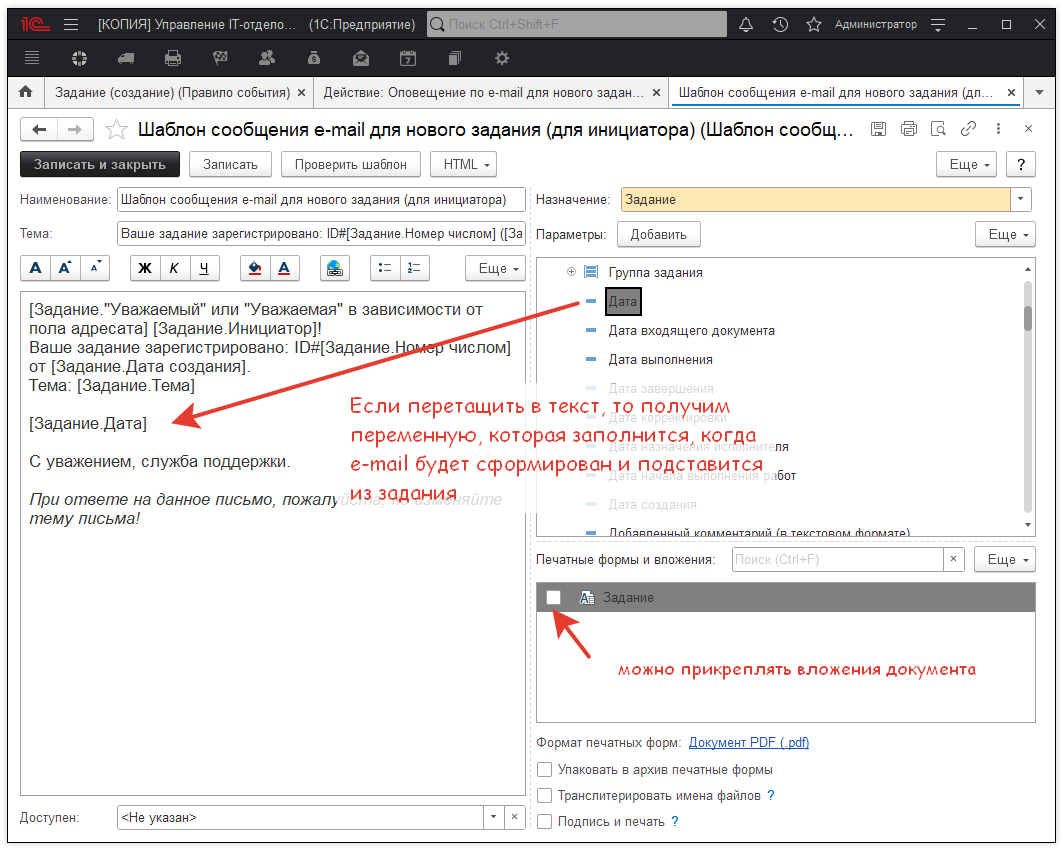 1С [КОПИЯ] Управление IT-отдело... (1С:Предприятие) Поиск Ctrl+Shift+F Администратор
7
Задание (создание) (Правило события) × Действие: Оповещение по e-mail для нового задан... × Шаблон сообщения e-mail для нового задания (дл... ×
Шаблон сообщения e-mail для нового задания (для инициатора) (Шаблон сообщ...
Записать и закрыть Записать Проверить шаблон HTML Еще ?
Наименование: Шаблон сообщения e-mail для нового задания (для инициатора)
Тема: Ваше задание зарегистрировано: ID#[Задание.Номер числом] ([За
A A A Ж К Ч A Еще
[Задание."Уважаемый" или "Уважаемая" в зависимости от
пола адресата] [Задание.Инициатор]!
Ваше задание зарегистрировано: ID#[Задание.Номер числом]
от [Задание.Дата создания].
Тема: [Задание.Тема]
[Задание.Дата]
С уважением, служба поддержки.
При ответе на данное письмо, пожалуйста, не изменяйте
тему письма!
Доступен: <Не указан>
Назначение: Задание
Параметры: Добавить Еще
Группа задания
Дата
Дата входящего документа
Дата выполнения
Дата завершения
Дата корректировки
Дата назначения исполнителя
Дата начала выполнения работ
Дата создания
Добавленный комментарий (в текстовом формате)
Если перетащить в текст, то получим
переменную, которая заполнится, когда
e-mail будет сформирован и подставится
из задания
Печатные формы и вложения: Поиск (Ctrl+F) × Еще
Задание
можно прикреплять вложения документа
Формат печатных форм: Документ PDF (.pdf)
Упаковать в архив печатные формы
Транслитерировать имена файлов ?
Подпись и печать ?